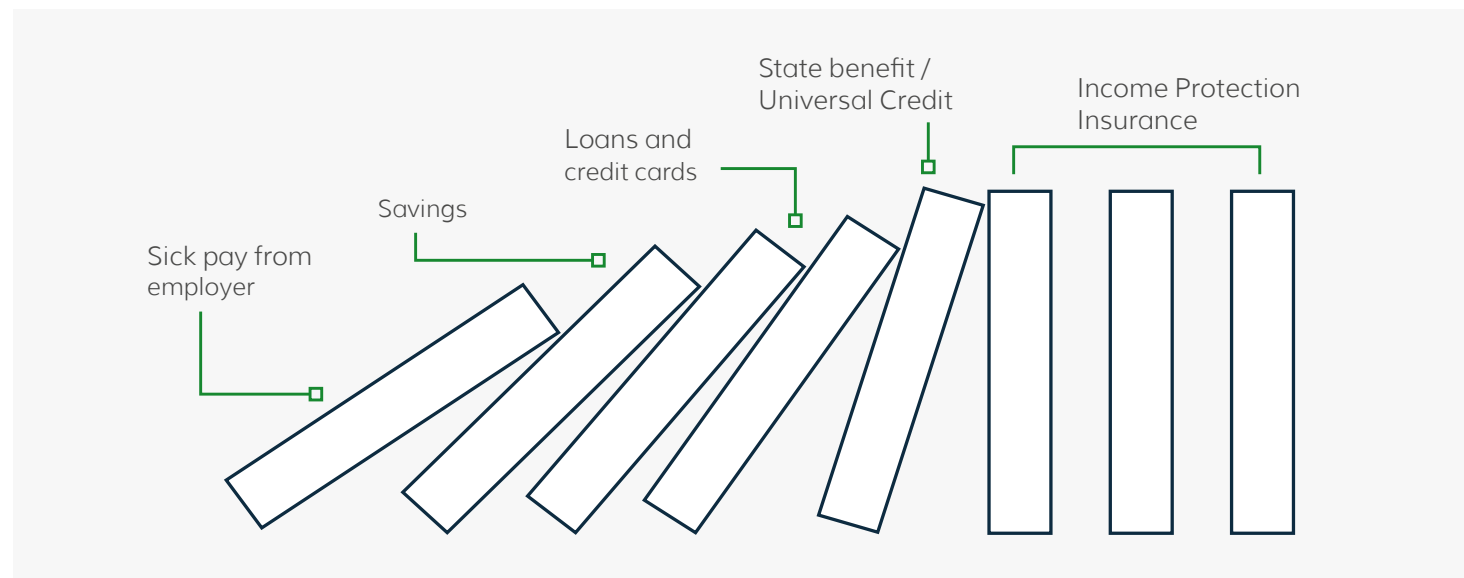 Sick pay from
employer
Savings
Loans and
credit cards
State benefit /
Universal Credit
Income Protection
Insurance